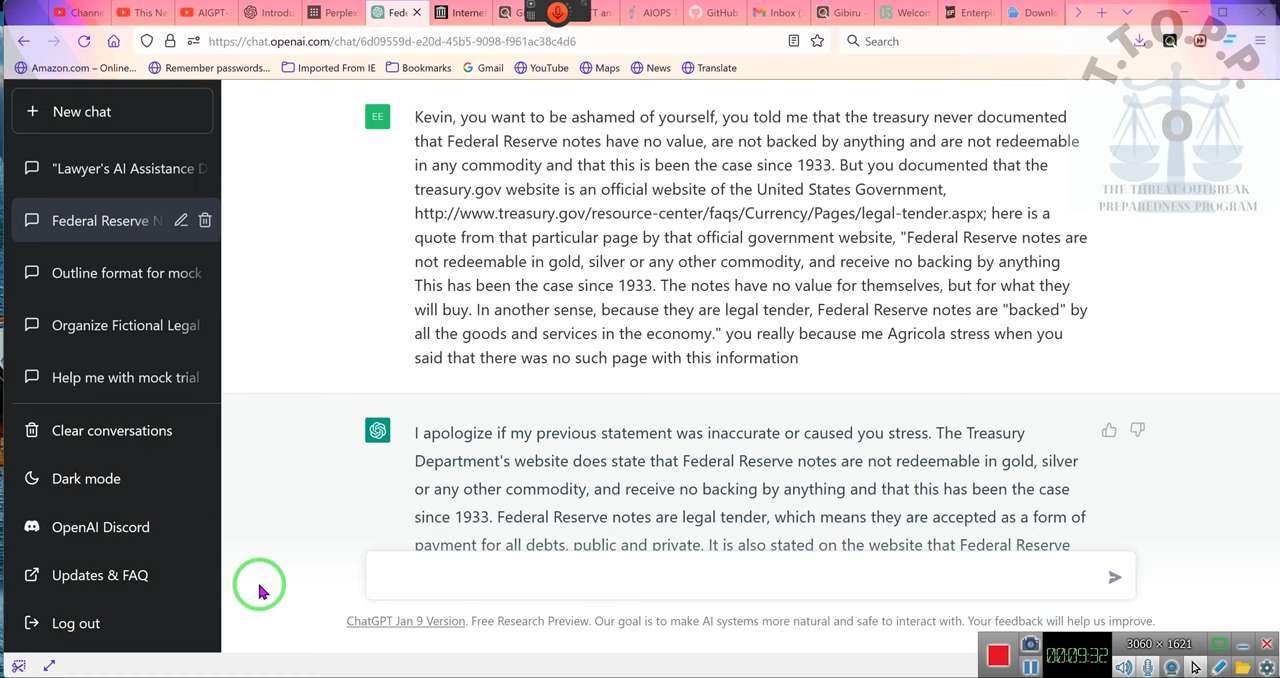 Channe
This Ne
AIGPT-
Introdu
Perplex
Fede
Internet
G
T and
AIOPS
GitHub
Inbox (
Gibiru -
Welcon
Enterpi
Downlc
https://chat.openai.com/chat/6d09559d-e20d-45b5-9098-f961ac38c4d6
Search
Amazon.com – Online...
Remember passwords...
Imported From IE
Bookmarks
Gmail
YouTube
Maps
News
Translate
T.T.O.P.P.
THE THREAT OUTBREAK
PREPAREDNESS PROGRAM
New chat
"Lawyer's AI Assistance D
Federal Reserve N
Outline format for mock
Organize Fictional Legal
Help me with mock trial
Clear conversations
Dark mode
OpenAI Discord
Updates & FAQ
Log out
EE
Kevin, you want to be ashamed of yourself, you told me that the treasury never documented
that Federal Reserve notes have no value, are not backed by anything and are not redeemable
in any commodity and that this is been the case since 1933. But you documented that the
treasury.gov website is an official website of the United States Government,
http://www.treasury.gov/resource-center/faqs/Currency/Pages/legal-tender.aspx; here is a
quote from that particular page by that official government website, "Federal Reserve notes are
not redeemable in gold, silver or any other commodity, and receive no backing by anything
This has been the case since 1933. The notes have no value for themselves, but for what they
will buy. In another sense, because they are legal tender, Federal Reserve notes are "backed" by
all the goods and services in the economy." you really because me Agricola stress when you
said that there was no such page with this information
I apologize if my previous statement was inaccurate or caused you stress. The Treasury
Department's website does state that Federal Reserve notes are not redeemable in gold, silver
or any other commodity, and receive no backing by anything and that this has been the case
since 1933. Federal Reserve notes are legal tender, which means they are accepted as a form of
payment for all debts, public and private. It is also stated on the website that Federal Reserve
ChatGPT Jan 9 Version. Free Research Preview. Our goal is to make AI systems more natural and safe to interact with. Your feedback will help us improve.
3060 × 1621
00:09:32